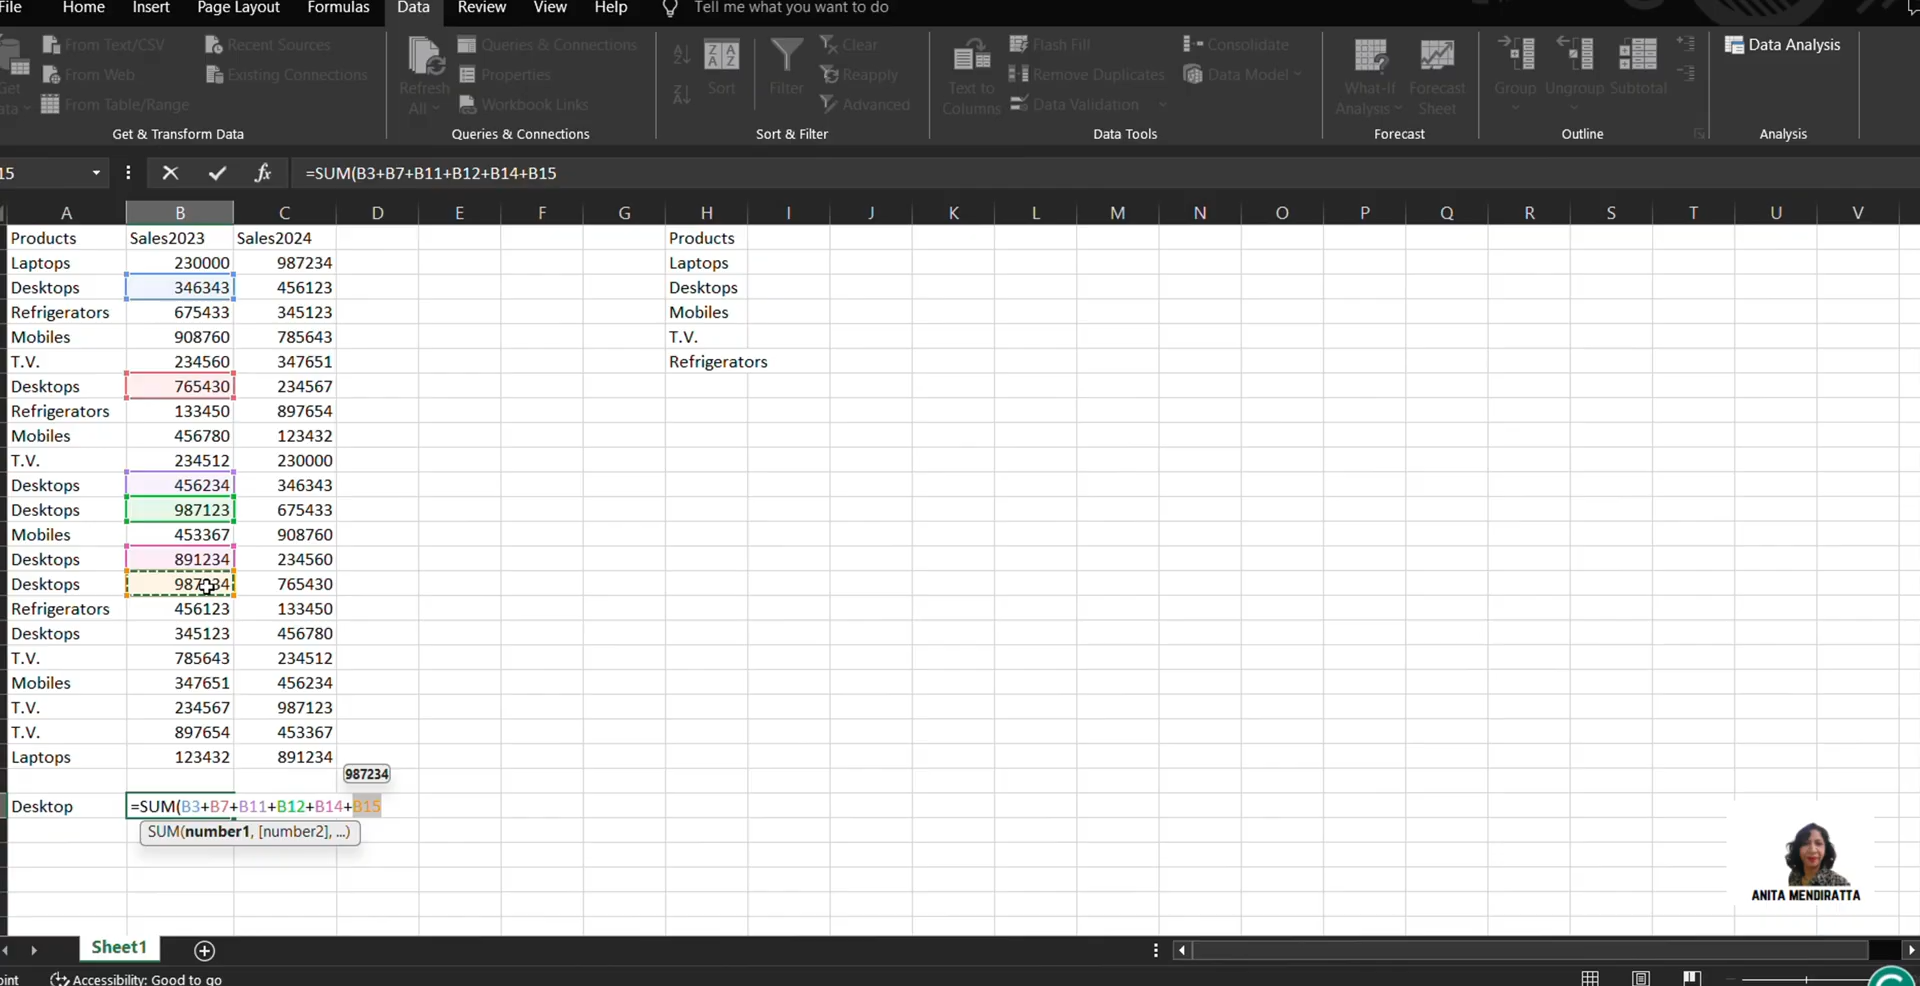 File Home Insert Page Layout Formulas Data Review View Help Tell me what you want to do
From Text/CSV Recent Sources Queries & Connections Clear Flash Fill Consolidate Data Analysis
From Web Existing Connections Properties Reapply Remove Duplicates Data Model
From Table/Range Workbook Links Advanced Data Validation
Get Refresh All Sort Filter Text to Columns What-If Analysis Forecast Sheet Group Ungroup Subtotal
Get & Transform Data Queries & Connections Sort & Filter Data Tools Forecast Outline Analysis
15 fx =SUM(B3+B7+B11+B12+B14+B15
A B C D E F G H I J K L M N O P Q R S T U V
Products Sales2023 Sales2024 Products
Laptops 230000 987234 Laptops
Desktops 346343 456123 Desktops
Refrigerators 675433 345123 Mobiles
Mobiles 908760 785643 T.V.
T.V. 234560 347651 Refrigerators
Desktops 765430 234567
Refrigerators 133450 897654
Mobiles 456780 123432
T.V. 234512 230000
Desktops 456234 346343
Desktops 987123 675433
Mobiles 453367 908760
Desktops 891234 234560
Desktops 987234 765430
Refrigerators 456123 133450
Desktops 345123 456780
T.V. 785643 234512
Mobiles 347651 456234
T.V. 234567 987123
T.V. 897654 453367
Laptops 123432 891234
987234
Desktop =SUM(B3+B7+B11+B12+B14+B15
SUM(number1, [number2], ...)
ANITA MENDIRATTA
Sheet1
Accessibility: Good to go